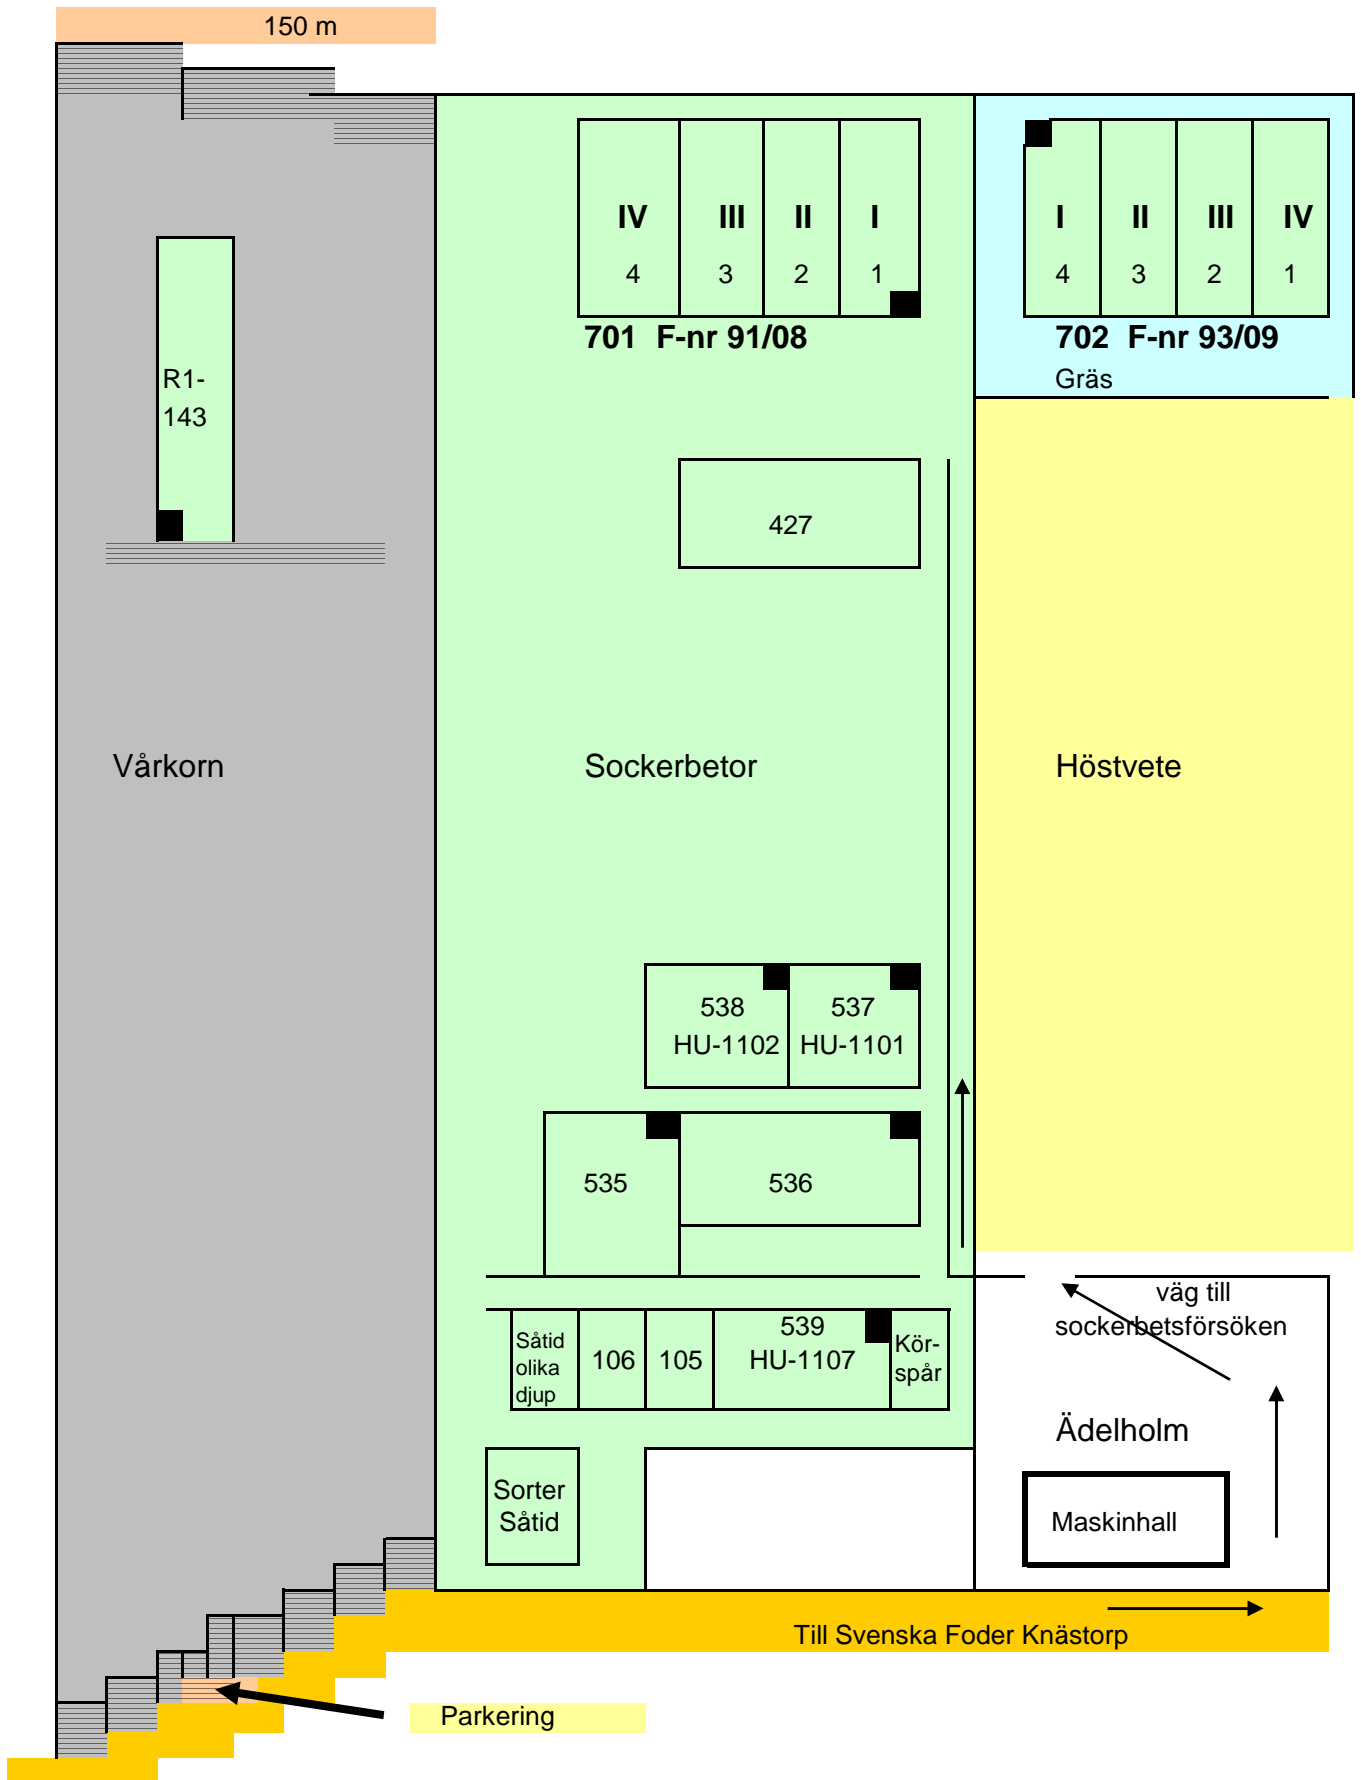 150 m
IV III II I
4 3 2 1
701 F-nr 91/08
I II III IV
4 3 2 1
702 F-nr 93/09
Gräs
R1-
143
427
Vårkorn
Sockerbetor
Höstvete
538
HU-1102
537
HU-1101
535
536
väg till
sockerbetsförsöken
Såtid
olika
djup
106
105
539
HU-1107
Kör-
spår
Ädelholm
Sorter
Såtid
Maskinhall
Till Svenska Foder Knästorp
Parkering